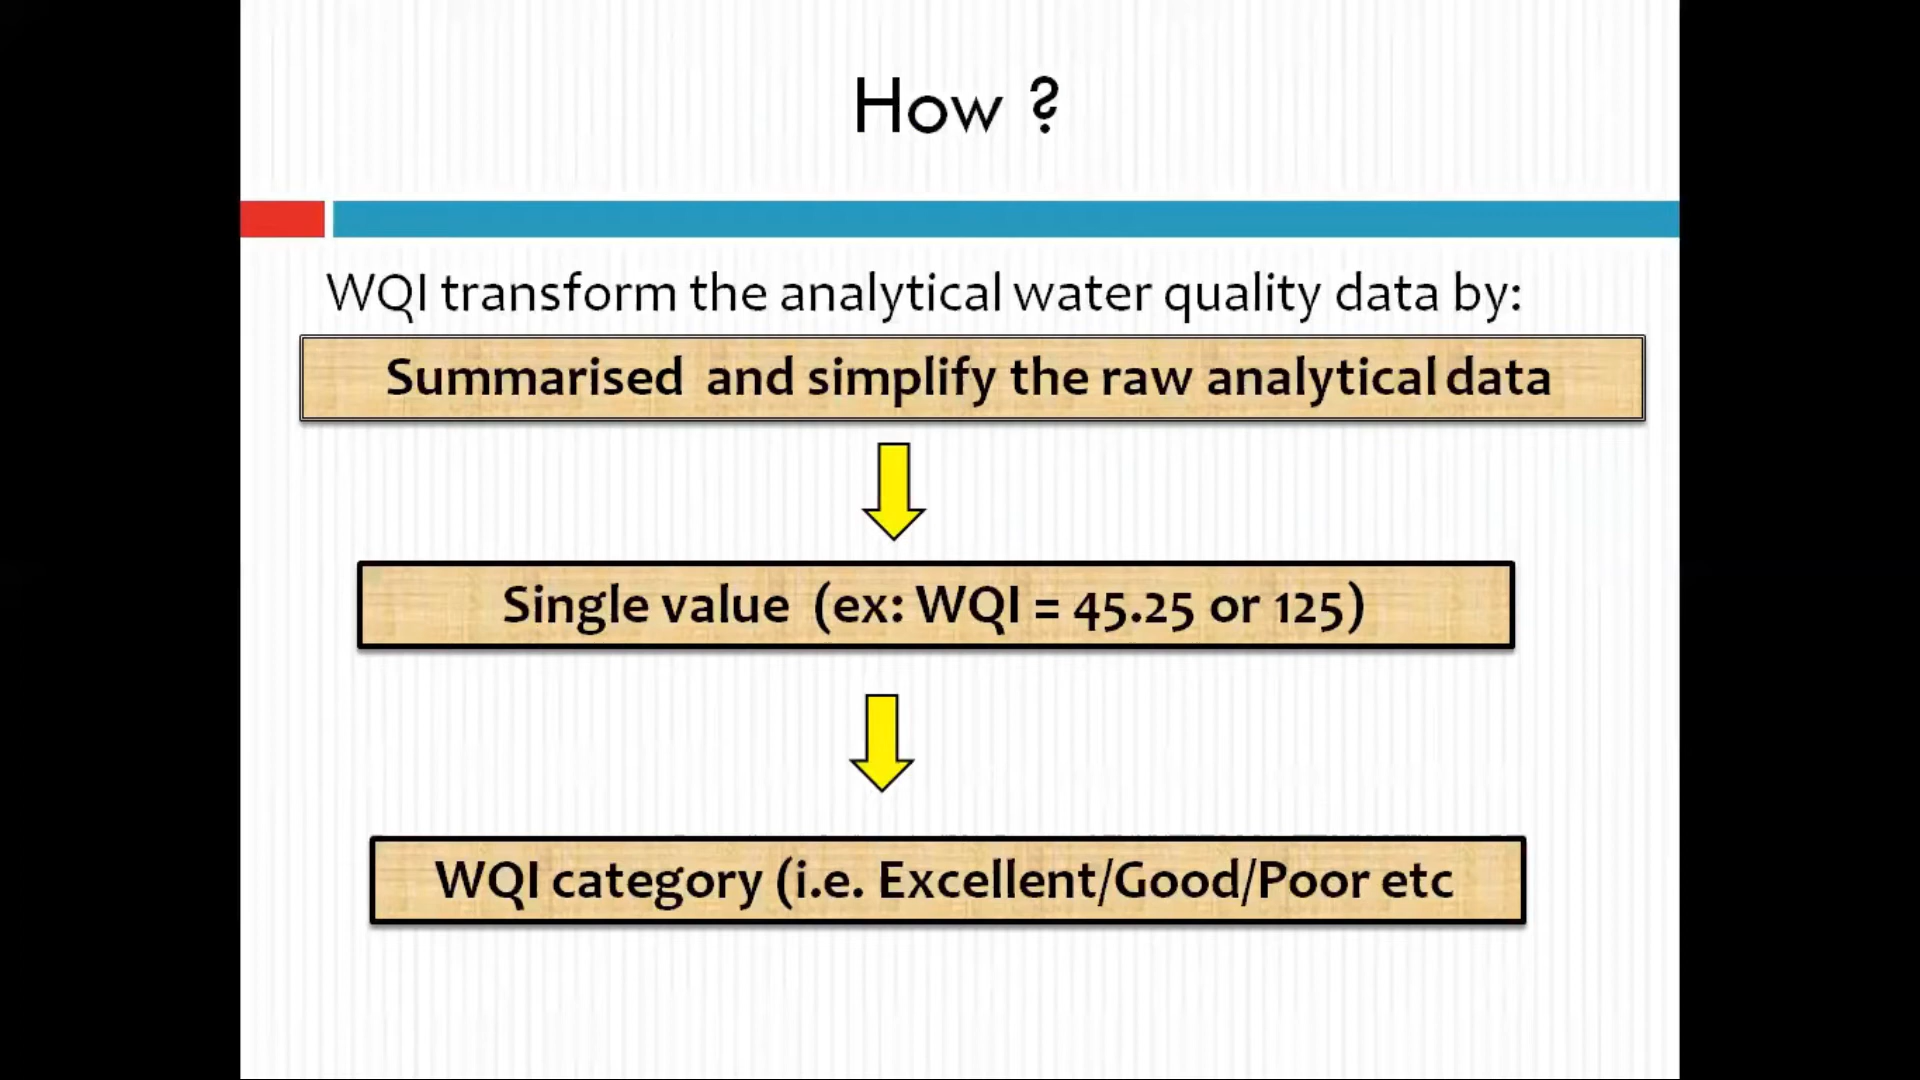 How ?
WQI transform the analytical water quality data by:
Summarised and simplify the raw analytical data
Single value (ex: WQI = 45.25 or 125)
WQI category (i.e. Excellent/Good/Poor etc